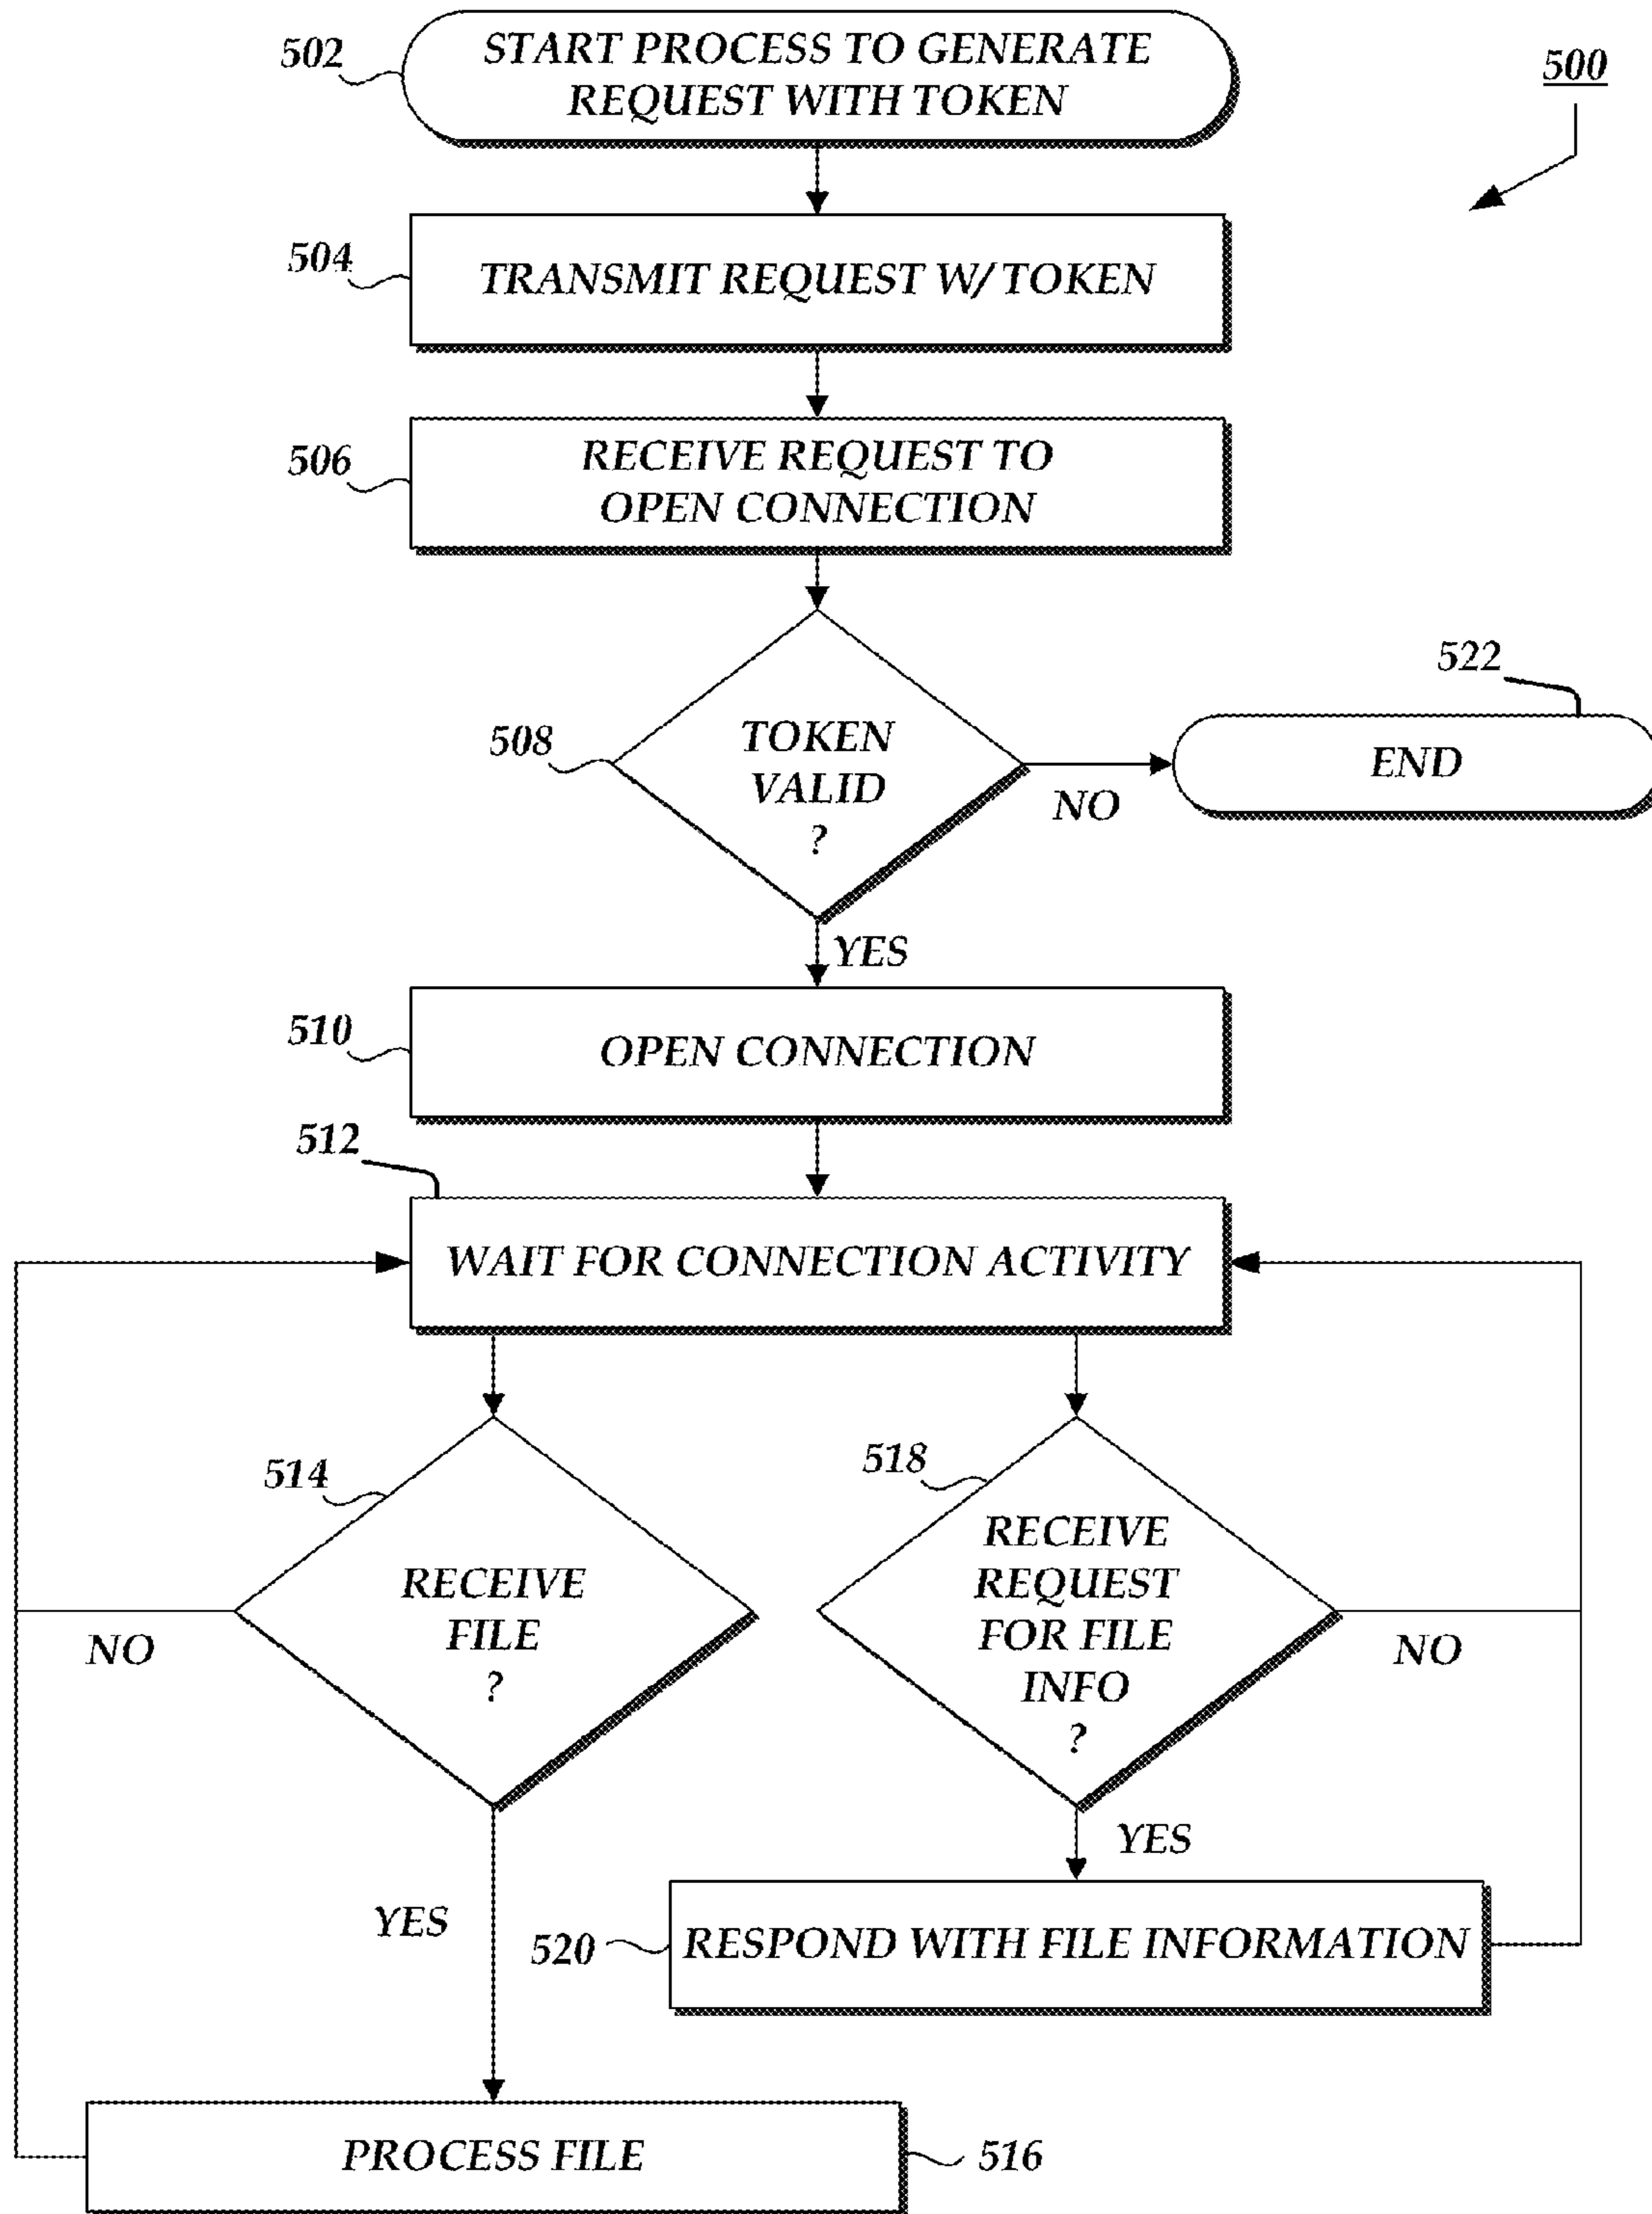 502
START PROCESS TO GENERATE
REQUEST WITH TOKEN
500
504
TRANSMIT REQUEST W/ TOKEN
506
RECEIVE REQUEST TO
OPEN CONNECTION
508
TOKEN
VALID
?
NO
522
END
YES
510
OPEN CONNECTION
512
WAIT FOR CONNECTION ACTIVITY
514
RECEIVE
FILE
?
NO
518
RECEIVE
REQUEST
FOR FILE
INFO
?
NO
YES
YES
520
RESPOND WITH FILE INFORMATION
PROCESS FILE
516